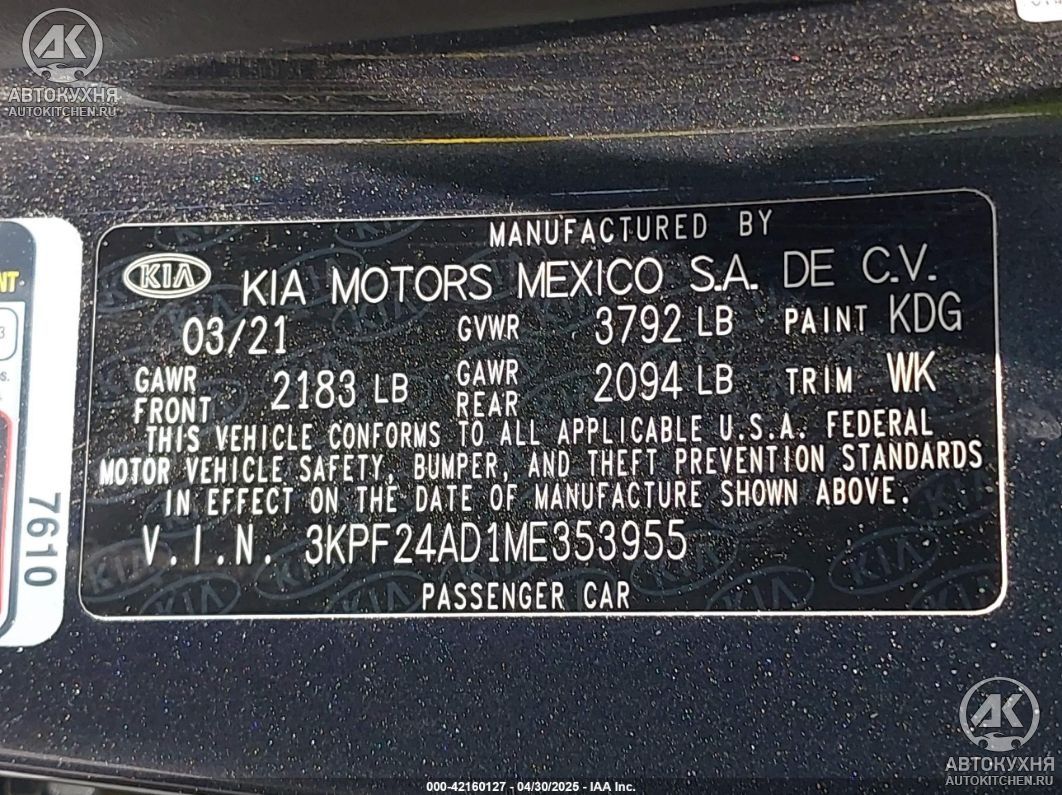 АК
АВТОКУХНЯ
AUTOKITCHEN.RU
MANUFACTURED BY
KIA KIA MOTORS MEXICO S.A. DE C.V.
03/21 GVWR 3792 LB PAINT KDG
GAWR FRONT 2183 LB GAWR REAR 2094 LB TRIM WK
THIS VEHICLE CONFORMS TO ALL APPLICABLE U.S.A. FEDERAL
MOTOR VEHICLE SAFETY, BUMPER, AND THEFT PREVENTION STANDARDS
IN EFFECT ON THE DATE OF MANUFACTURE SHOWN ABOVE.
V.I.N. 3KPF24AD1ME353955
PASSENGER CAR
7610
АК
АВТОКУХНЯ
AUTOKITCHEN.RU
000-42160127 - 04/30/2025 - IAA Inc.